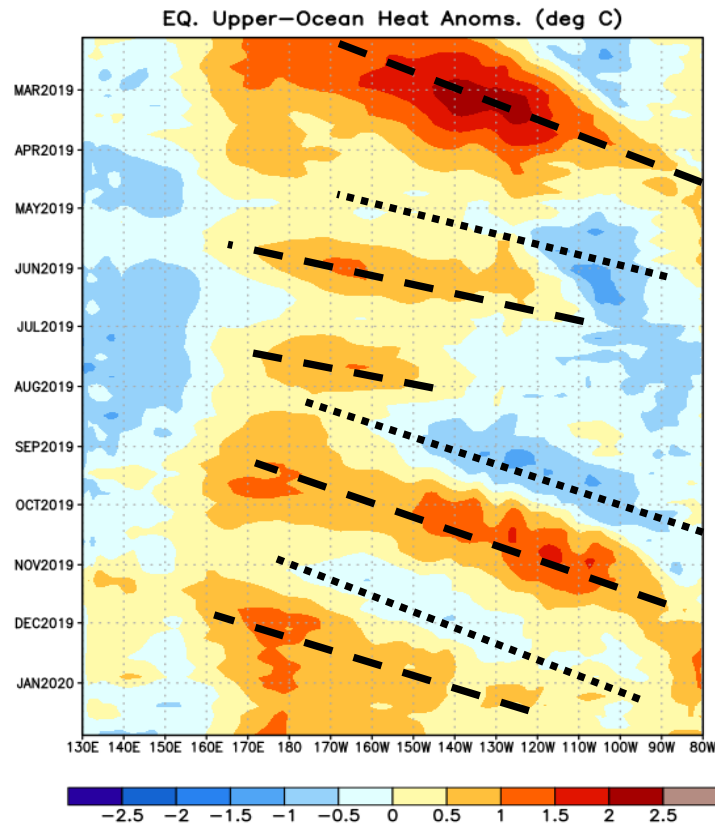 EQ. Upper-Ocean Heat Anoms. (deg C)
MAR2019
APR2019
MAY2019
JUN2019
JUL2019
AUG2019
SEP2019
OCT2019
NOV2019
DEC2019
JAN2020
130E 140E 150E 160E 170E 180 170W 160W 150W 140W 130W 120W 110W 100W 90W 80W
-2.5 -2 -1.5 -1 -0.5 0 0.5 1 1.5 2 2.5